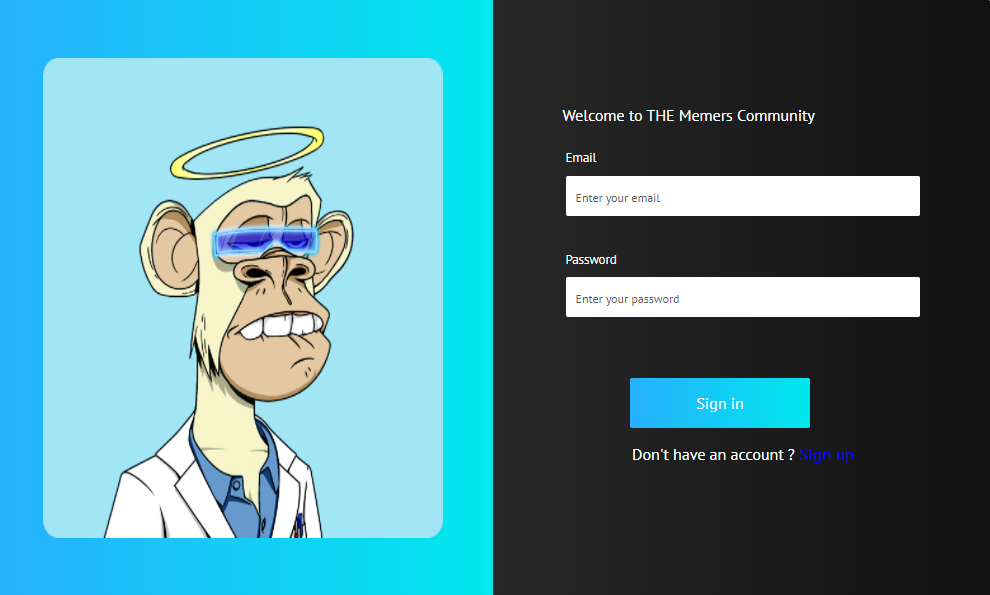 Welcome to THE Memers Community
Email
Enter your email
Password
Enter your password
Sign in
Don't have an account ? Sign up